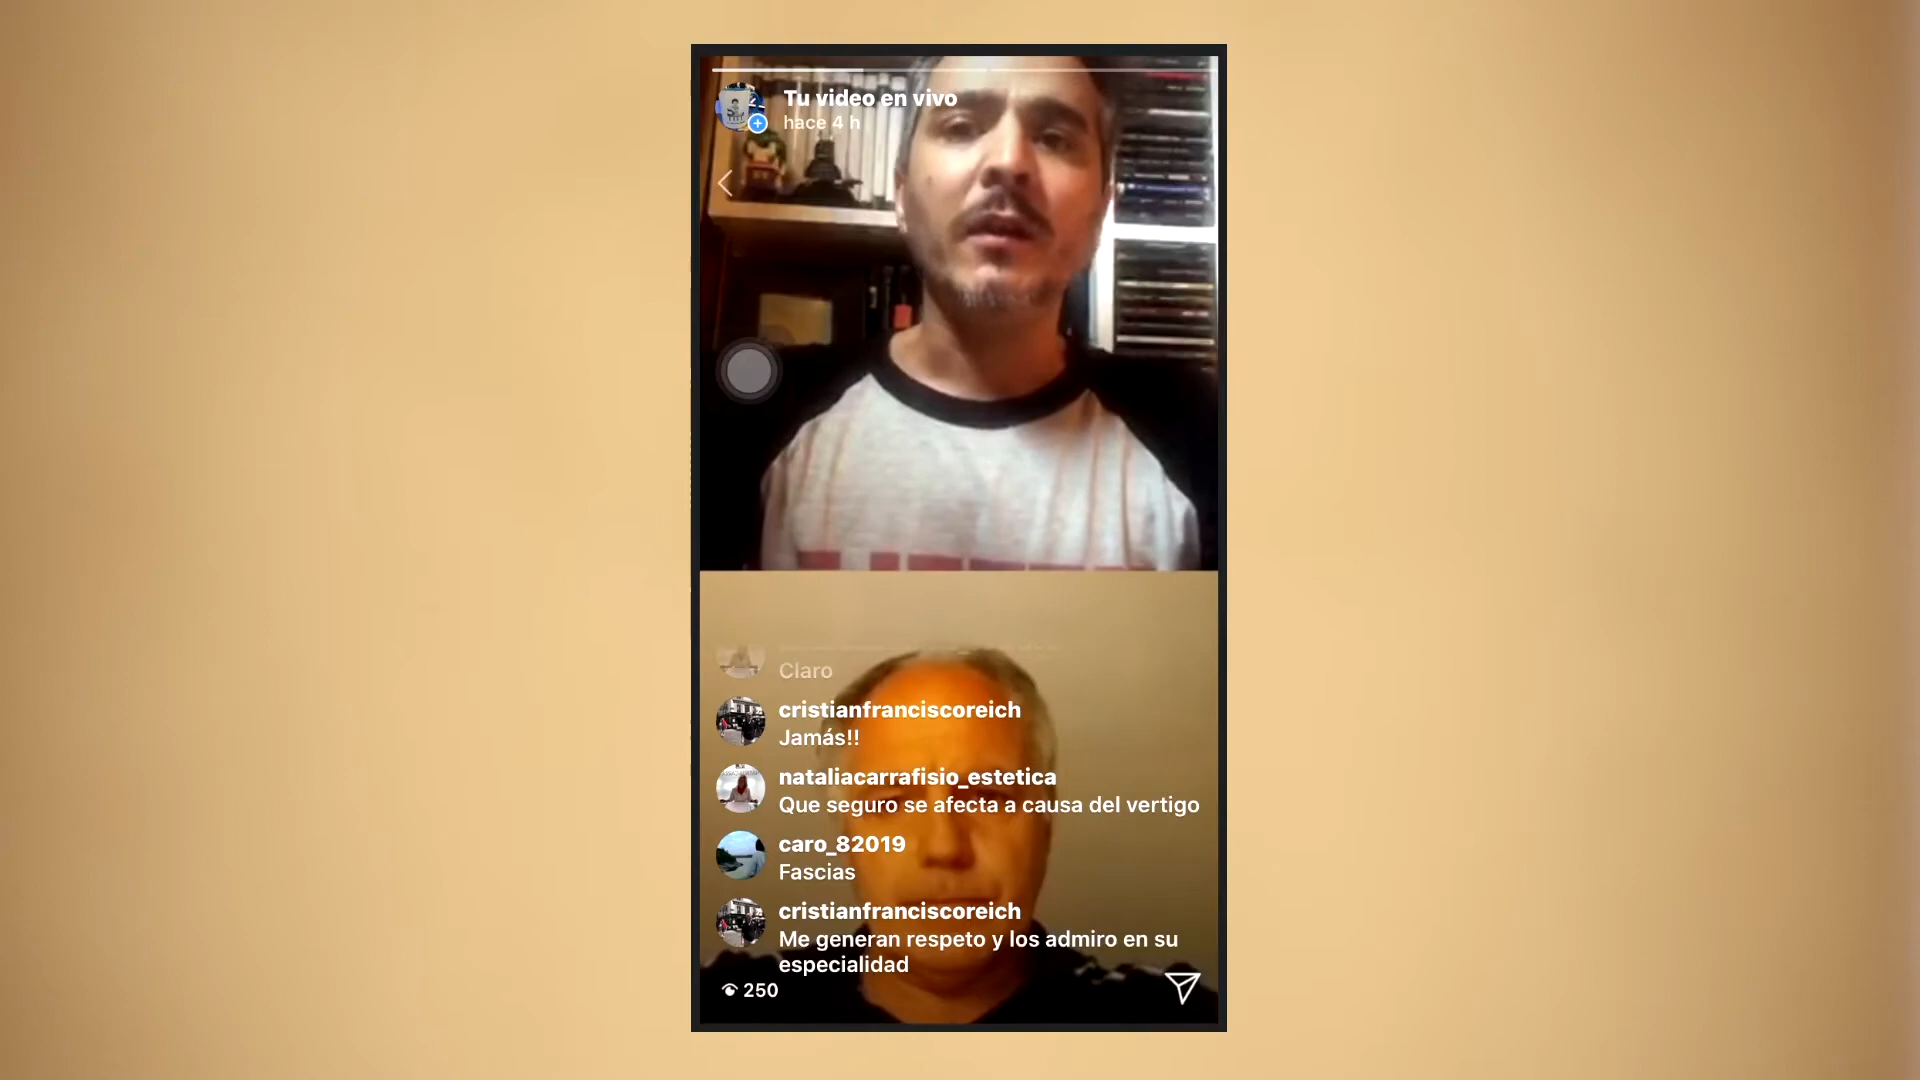 Tu video en vivo
hace 4 h
Claro
cristianfranciscoreich
Jamás!!
nataliacarrafisio_estetica
Que seguro se afecta a causa del vertigo
caro_82019
Fascias
cristianfranciscoreich
Me generan respeto y los admiro en su
especialidad
250